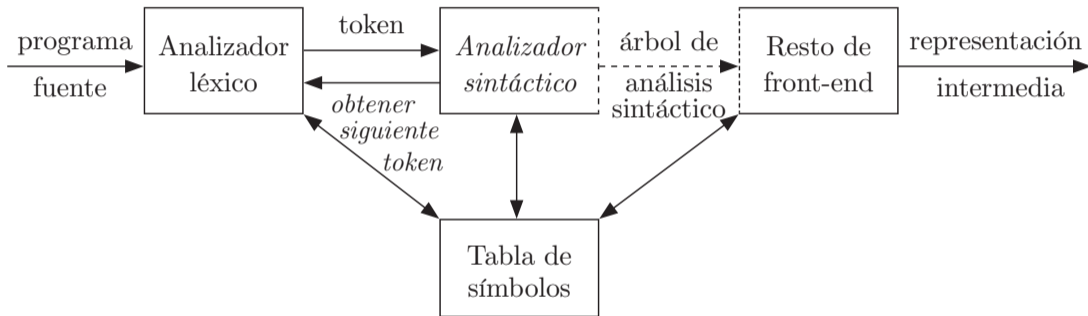 programa
fuente
Analizador
léxico
token
obtener
siguiente
token
Analizador
sintáctico
árbol de
análisis
sintáctico
Resto de
front-end
representación
intermedia
Tabla de
símbolos